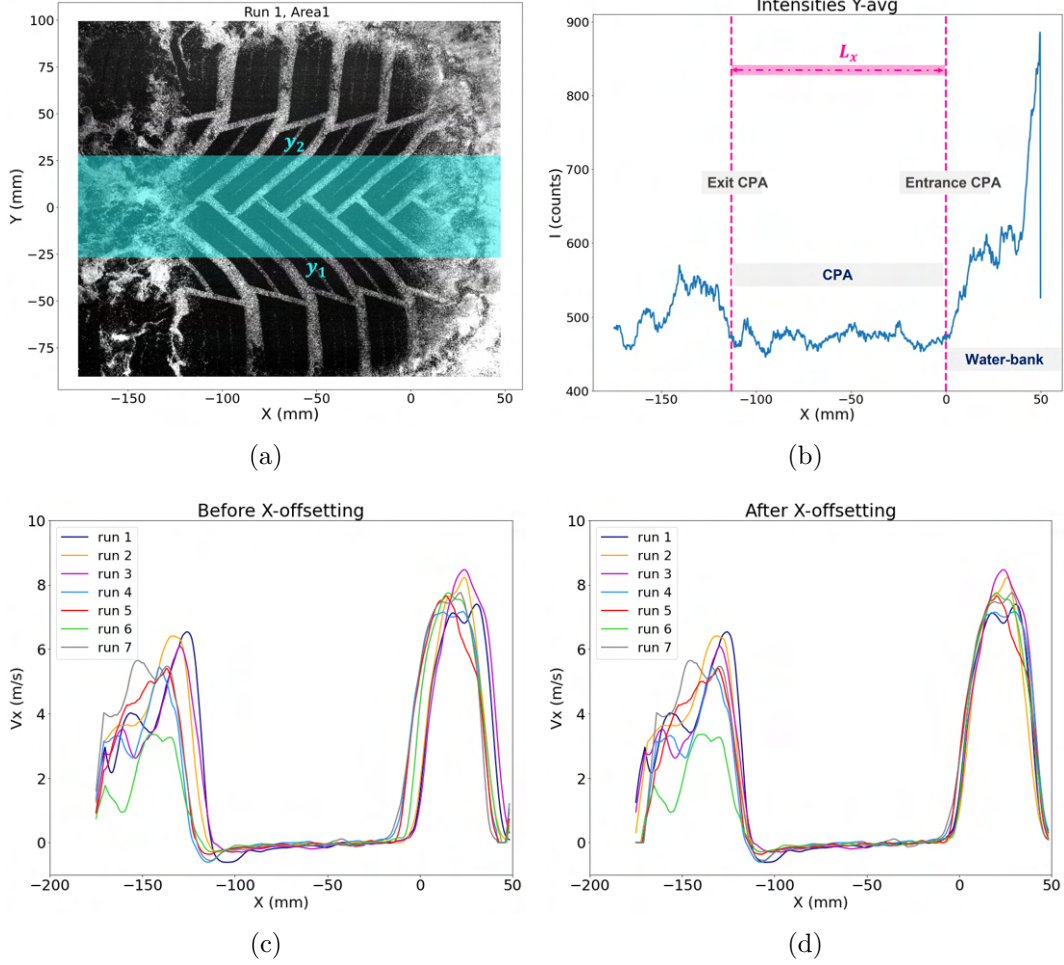 Run 1, Area1
Y (mm)
100
75
50
25
0
−25
−50
−75
y₂
y₁
−150
−100
−50
0
50
X (mm)
(a)
Intensities Y-avg
I (counts)
900
800
700
600
500
400
Lₓ
Exit CPA
Entrance CPA
CPA
Water-bank
−150
−100
−50
0
50
X (mm)
(b)
Before X-offsetting
Vx (m/s)
10
8
6
4
2
0
run 1
run 2
run 3
run 4
run 5
run 6
run 7
−200
−150
−100
−50
0
50
X (mm)
(c)
After X-offsetting
Vx (m/s)
10
8
6
4
2
0
run 1
run 2
run 3
run 4
run 5
run 6
run 7
−200
−150
−100
−50
0
50
X (mm)
(d)